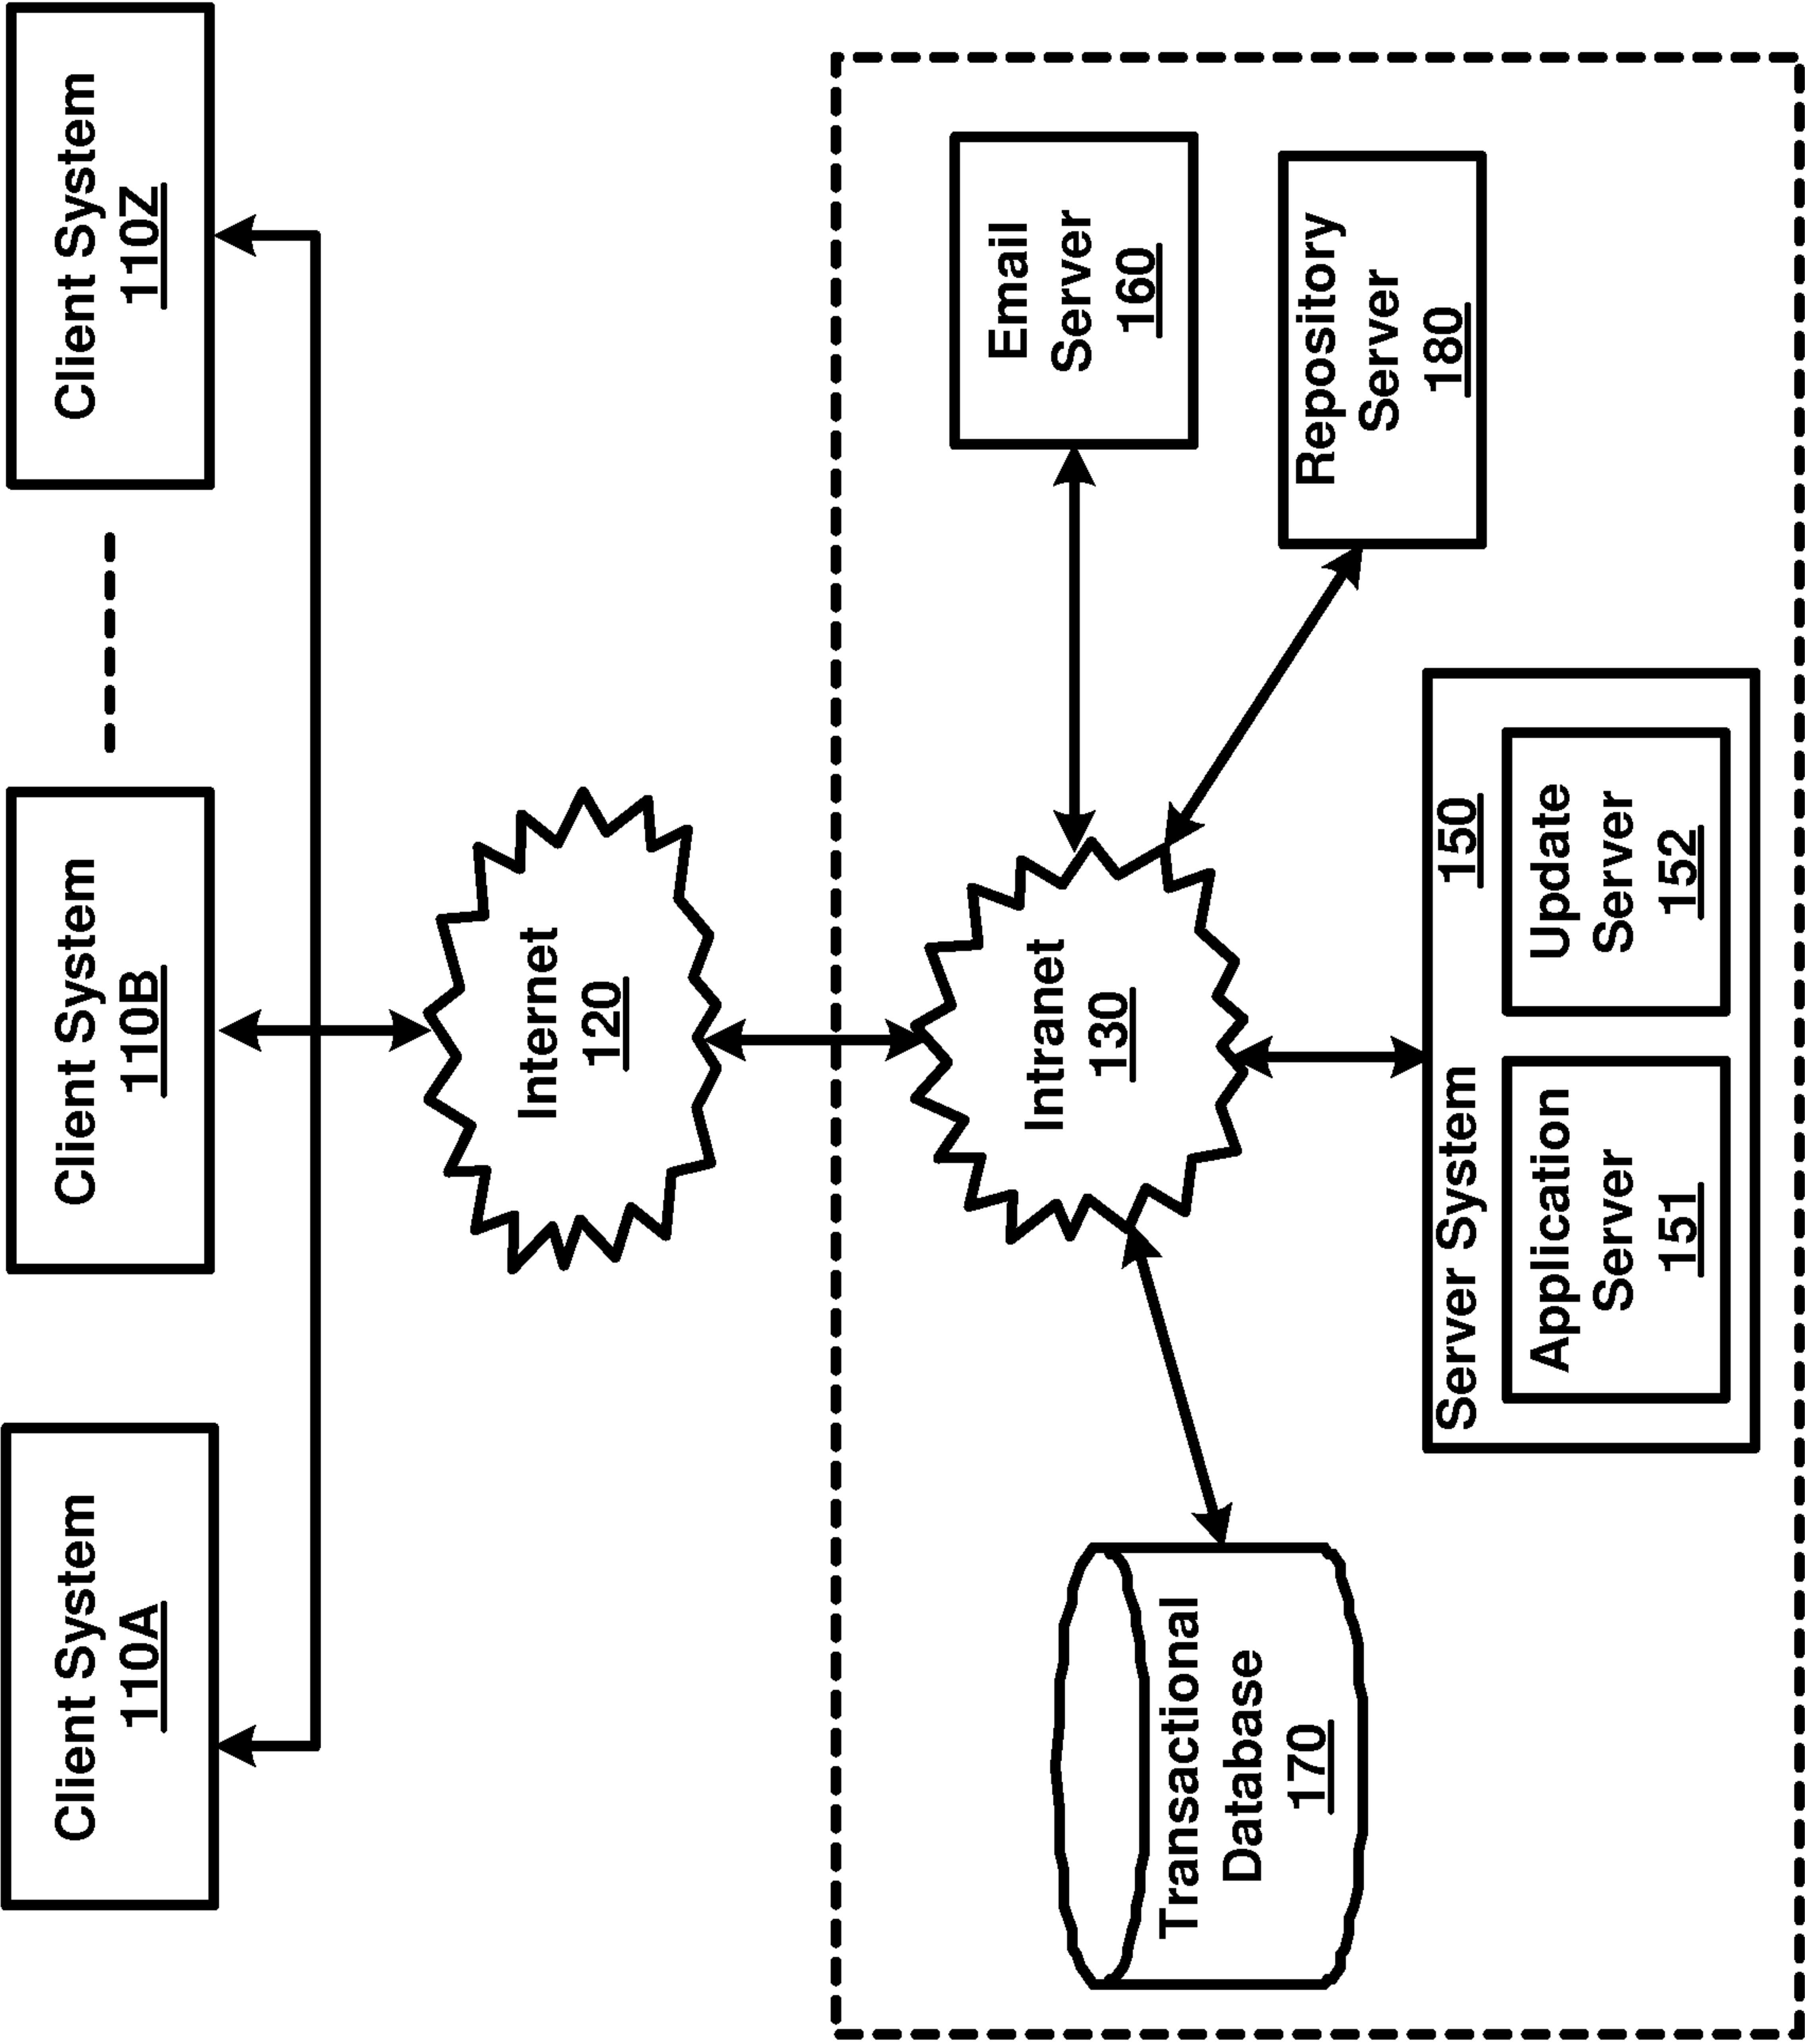 Client System
110A
Client System
110B
Client System
110Z
Internet
120
Intranet
130
Email
Server
160
Transactional
Database
170
Repository
Server
180
Server System
150
Application
Server
151
Update
Server
152